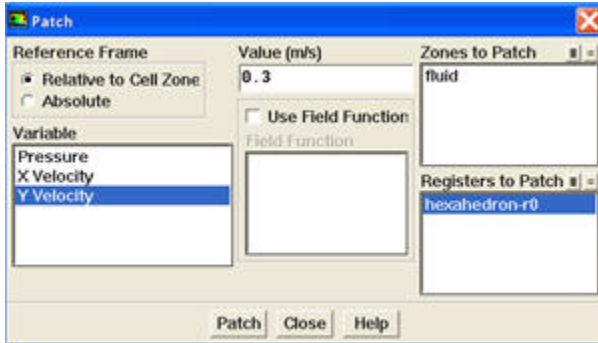 Patch
Reference Frame
Relative to Cell Zone
Absolute
Variable
Pressure
X Velocity
Y Velocity
Value (m/s)
0.3
Use Field Function
Field Function
Zones to Patch
fluid
Registers to Patch
hexahedron-r0
Patch Close Help